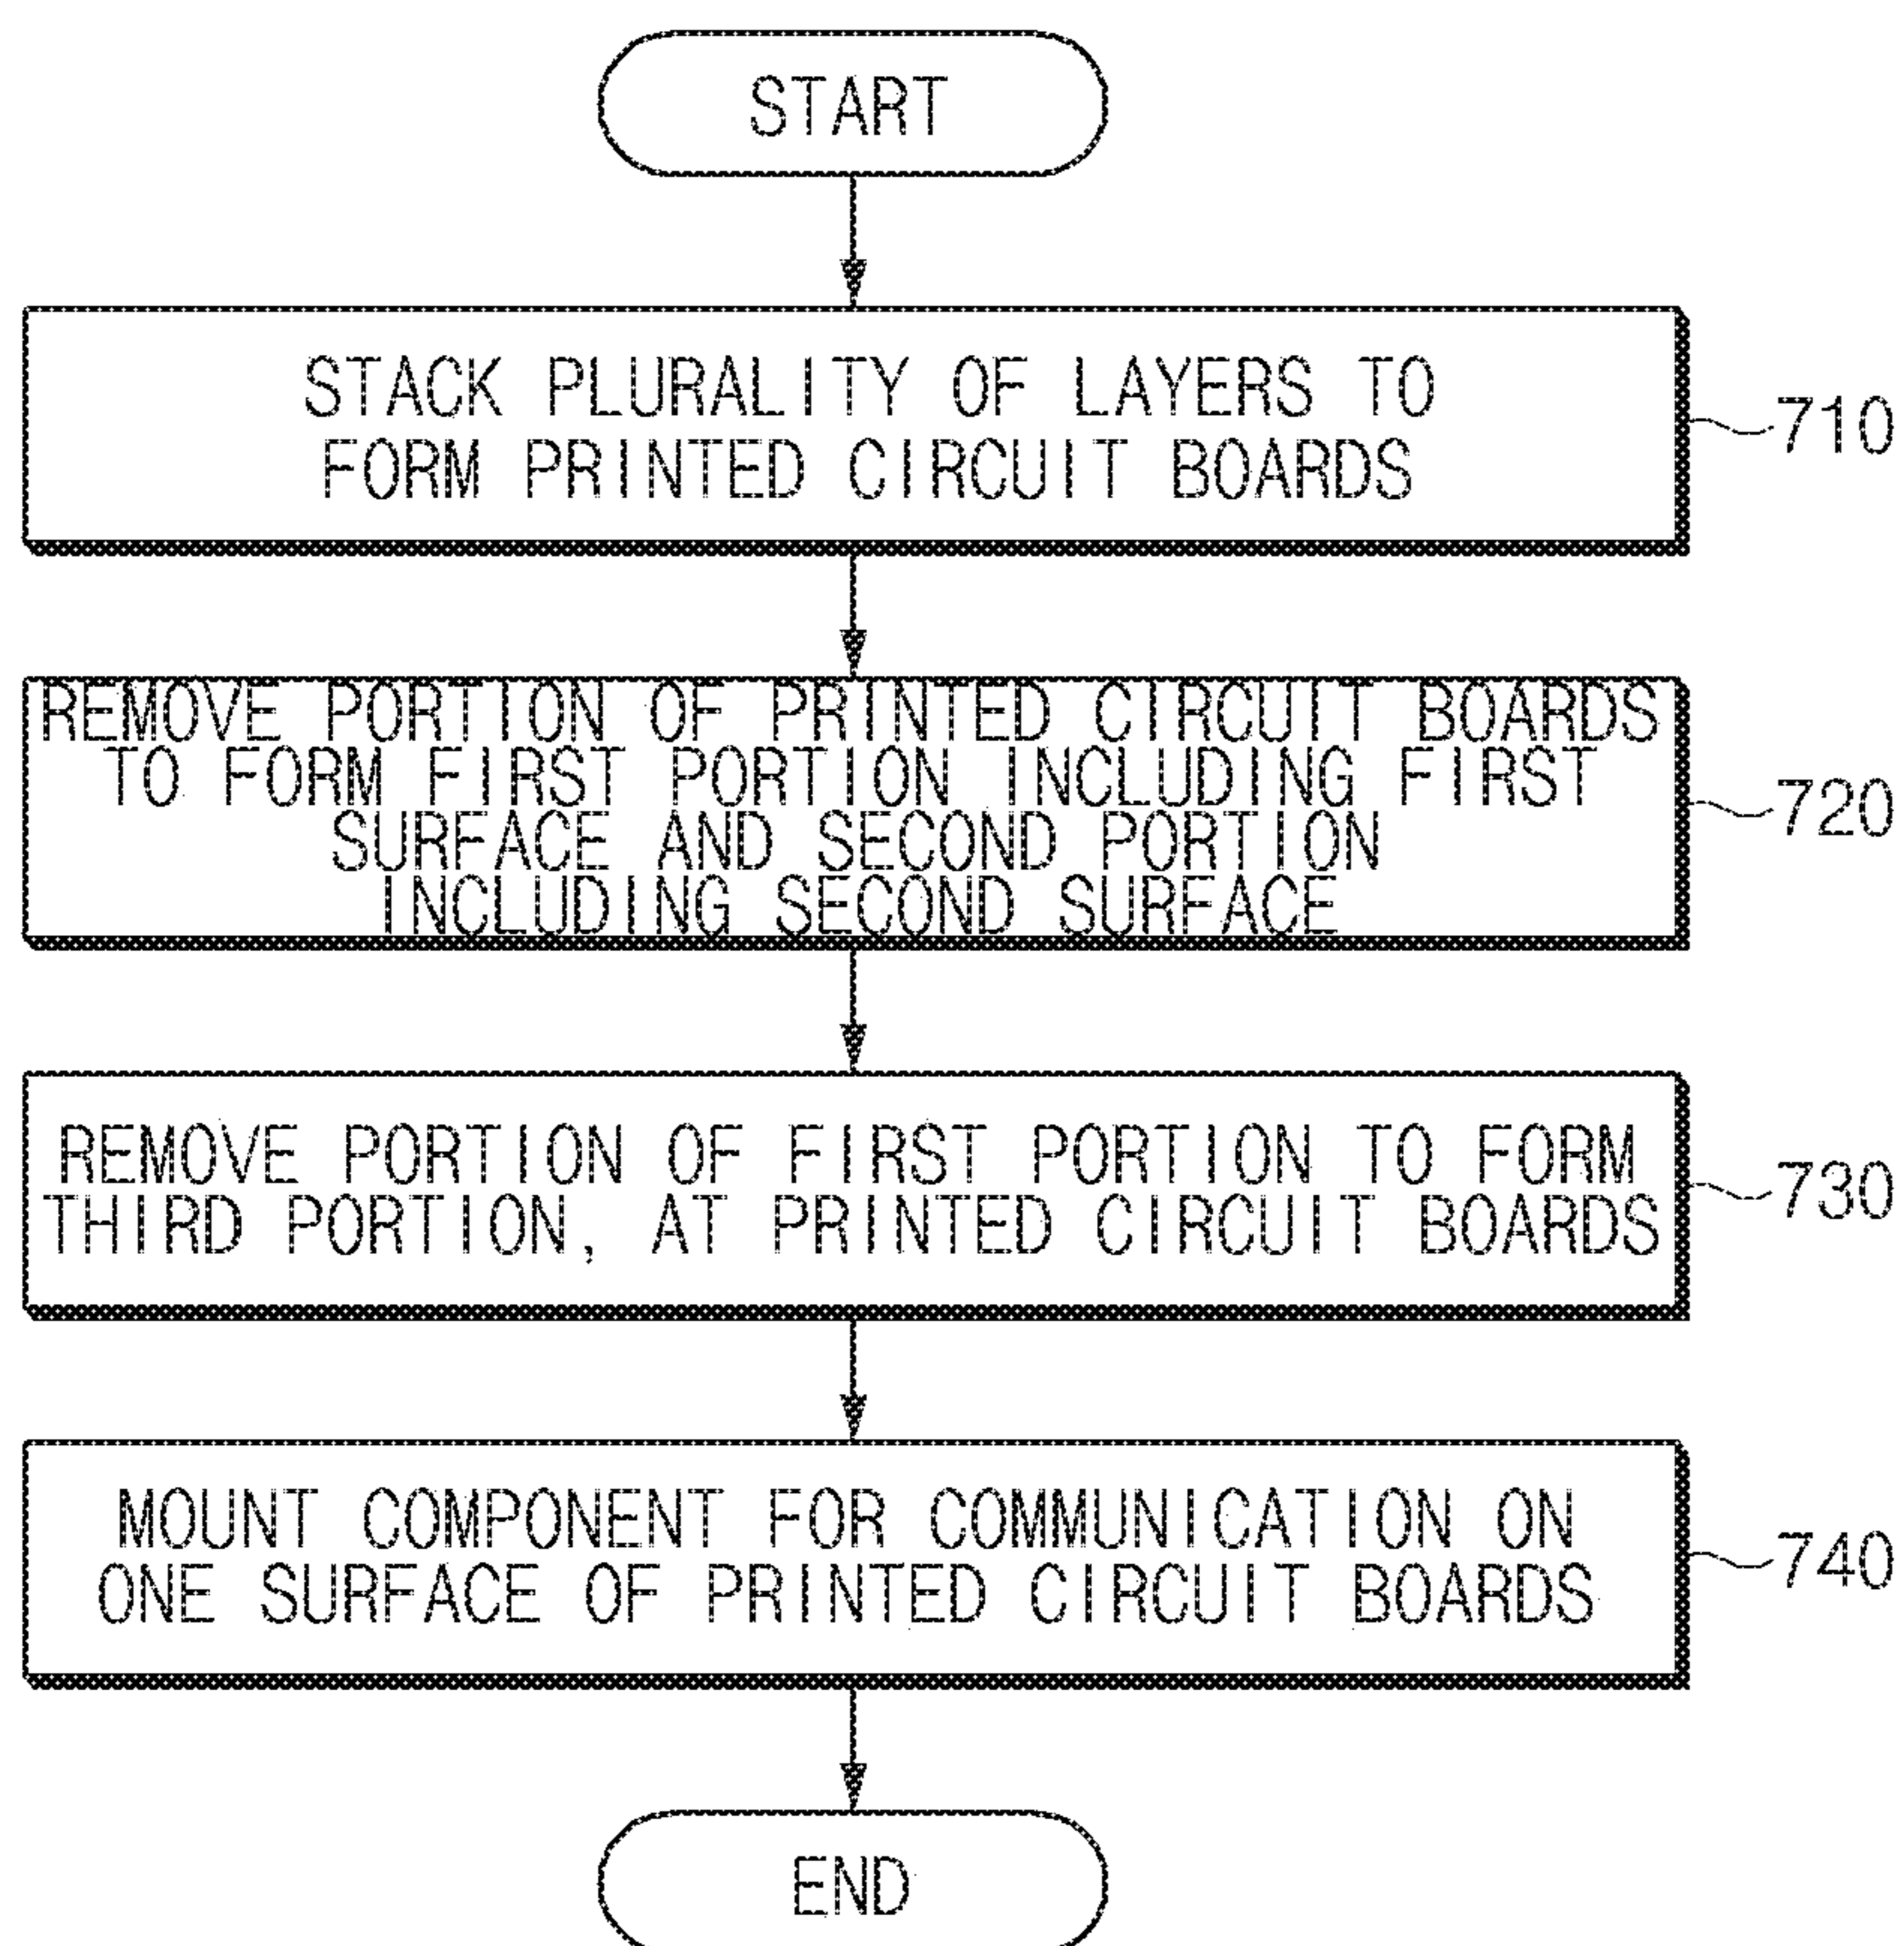 START
STACK PLURALITY OF LAYERS TO
FORM PRINTED CIRCUIT BOARDS
710
REMOVE PORTION OF PRINTED CIRCUIT BOARDS
TO FORM FIRST PORTION INCLUDING FIRST
SURFACE AND SECOND PORTION
INCLUDING SECOND SURFACE
720
REMOVE PORTION OF FIRST PORTION TO FORM
THIRD PORTION, AT PRINTED CIRCUIT BOARDS
730
MOUNT COMPONENT FOR COMMUNICATION ON
ONE SURFACE OF PRINTED CIRCUIT BOARDS
740
END